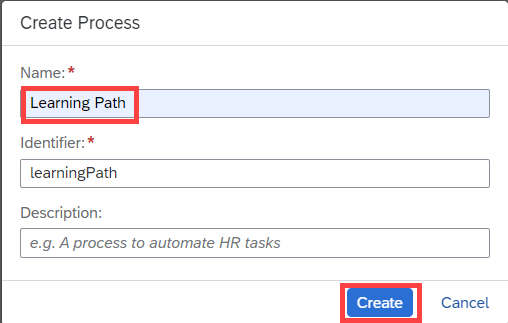 Create Process
Name:*
Learning Path
Identifier:*
learningPath
Description:
e.g. A process to automate HR tasks
Create Cancel